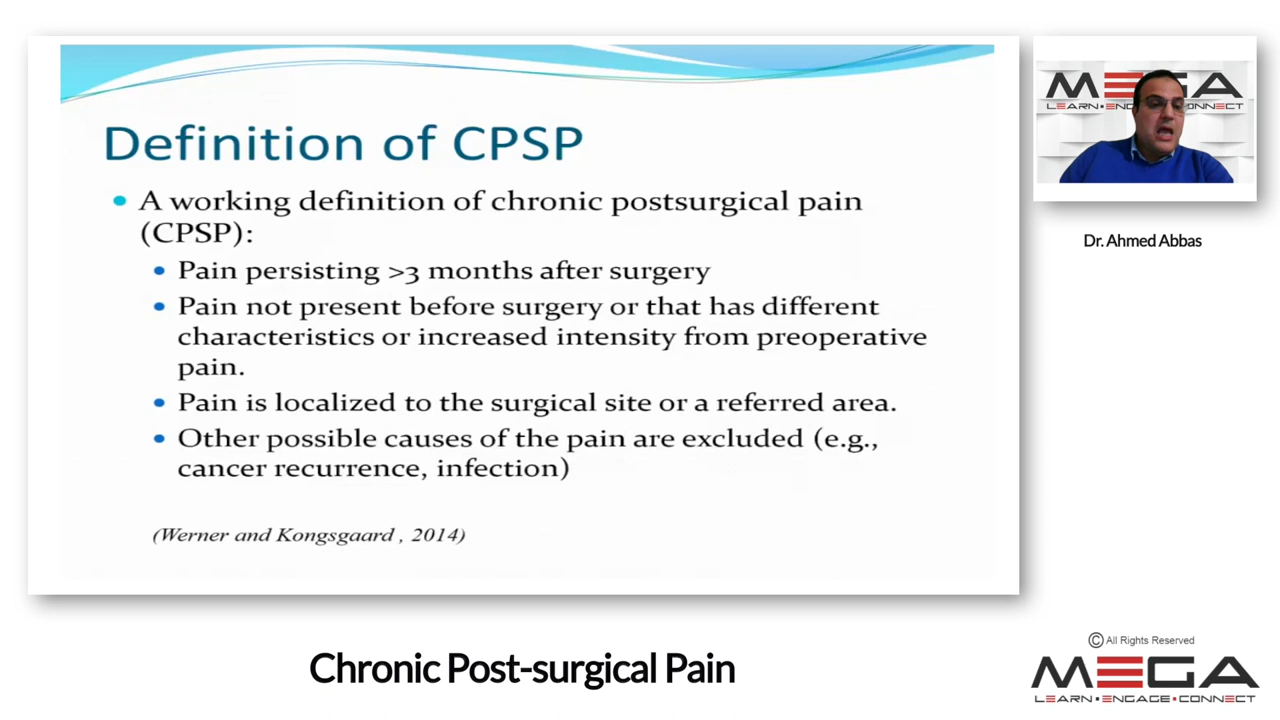 Definition of CPSP
• A working definition of chronic postsurgical pain
(CPSP):
• Pain persisting >3 months after surgery
• Pain not present before surgery or that has different
characteristics or increased intensity from preoperative
pain.
• Pain is localized to the surgical site or a referred area.
• Other possible causes of the pain are excluded (e.g.,
cancer recurrence, infection)
(Werner and Kongsgaard , 2014)
MEGA
LEARN•ENGAGE•CONNECT
Dr. Ahmed Abbas
Chronic Post-surgical Pain
© All Rights Reserved
MEGA
LEARN•ENGAGE•CONNECT